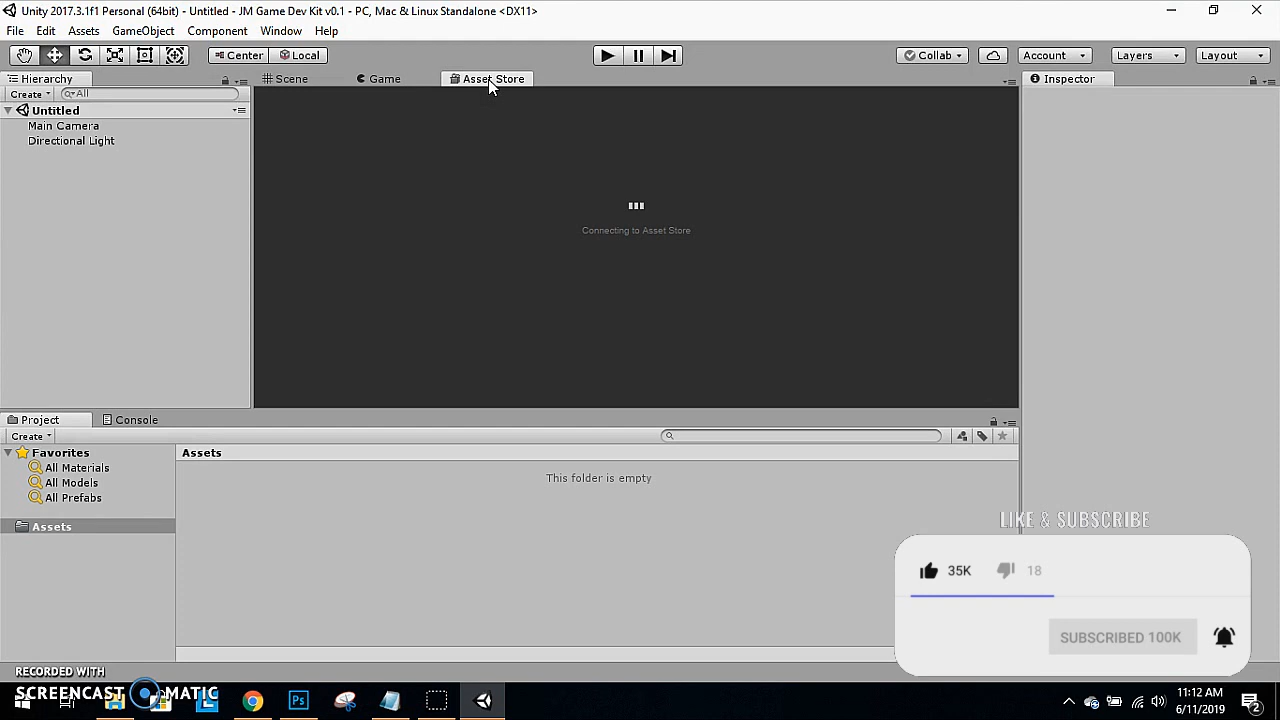 Unity 2017.3.1f1 Personal (64bit) - Untitled - JM Game Dev Kit v0.1 - PC, Mac & Linux Standalone <DX11>
File Edit Assets GameObject Component Window Help
Center Local Collab Account Layers Layout
Hierarchy Scene Game Asset Store Inspector
Create All
Untitled
Main Camera
Directional Light
Connecting to Asset Store
Project Console
Create
Favorites Assets
All Materials
All Models
All Prefabs
This folder is empty
Assets
LIKE & SUBSCRIBE
35K 18
SUBSCRIBED 100K
RECORDED WITH
SCREENCAST MATIC
Ps
11:12 AM
6/11/2019
2